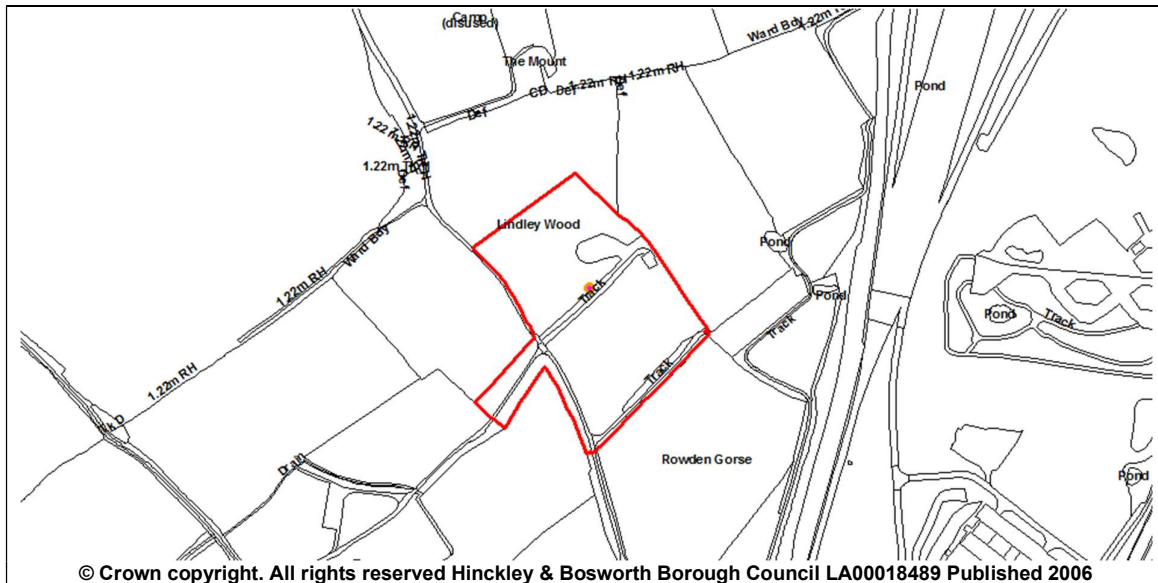 Camp
(disused)
The Mount
Ward Bdy
1.22m RH
1.22m RH
Def
CD
Def
Def
Pond
1.22m
Def
Lindley Wood
Ward Bdy
1.22m RH
Track
Pond
Pond
Track
Pond
Track
1.22m RH
Track
Drain
Rowden Gorse
Pond
© Crown copyright. All rights reserved Hinckley & Bosworth Borough Council LA00018489 Published 2006